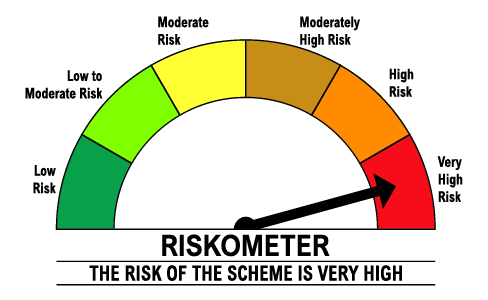 Moderate
Risk
Moderately
High Risk
Low to
Moderate Risk
High
Risk
Low
Risk
Very
High
Risk
RISKOMETER
THE RISK OF THE SCHEME IS VERY HIGH